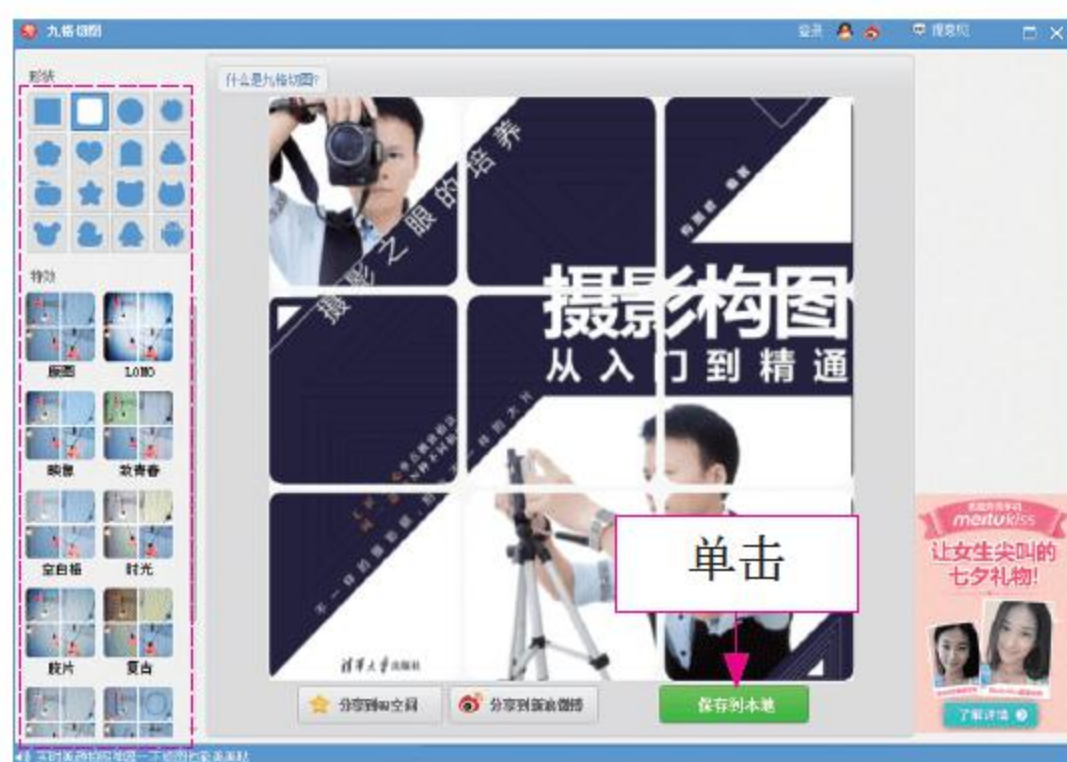 九格切图
登录
提意见
形状
什么是九格切图?
摄影之眼的培养
编著
摄影构图
从入门到精通
特效
原图
LOMO
映像
致青春
空白格
时光
胶片
复古
清华大学出版社
单击
分享到QQ空间
分享到新浪微博
保存到本地
meitukiss
让女生尖叫的
七夕礼物!
了解详情